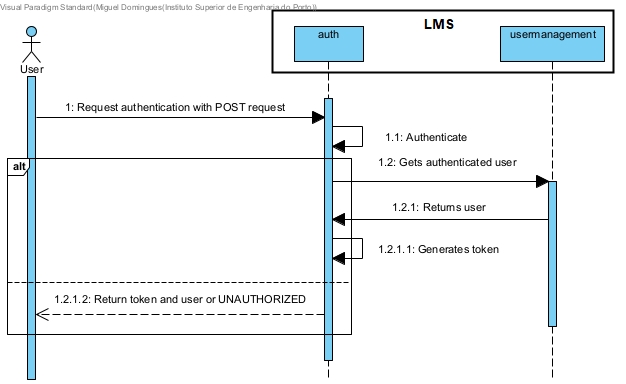 Visual Paradigm Standard(Miguel Domingues(Instituto Superior de Engenharia do Porto))
LMS
auth
usermanagement
User
1: Request authentication with POST request
1.1: Authenticate
alt
1.2: Gets authenticated user
1.2.1: Returns user
1.2.1.1: Generates token
1.2.1.2: Return token and user or UNAUTHORIZED